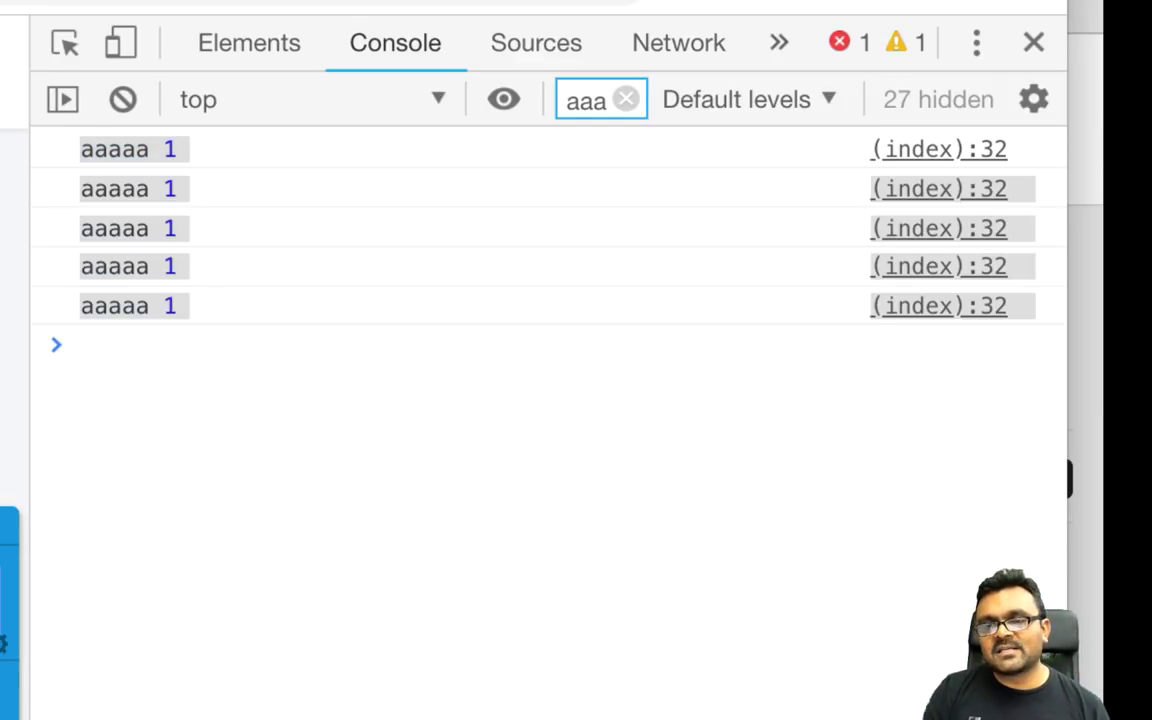 Elements Console Sources Network » 1 1
top aaa Default levels 27 hidden
aaaaa 1 (index):32
aaaaa 1 (index):32
aaaaa 1 (index):32
aaaaa 1 (index):32
aaaaa 1 (index):32